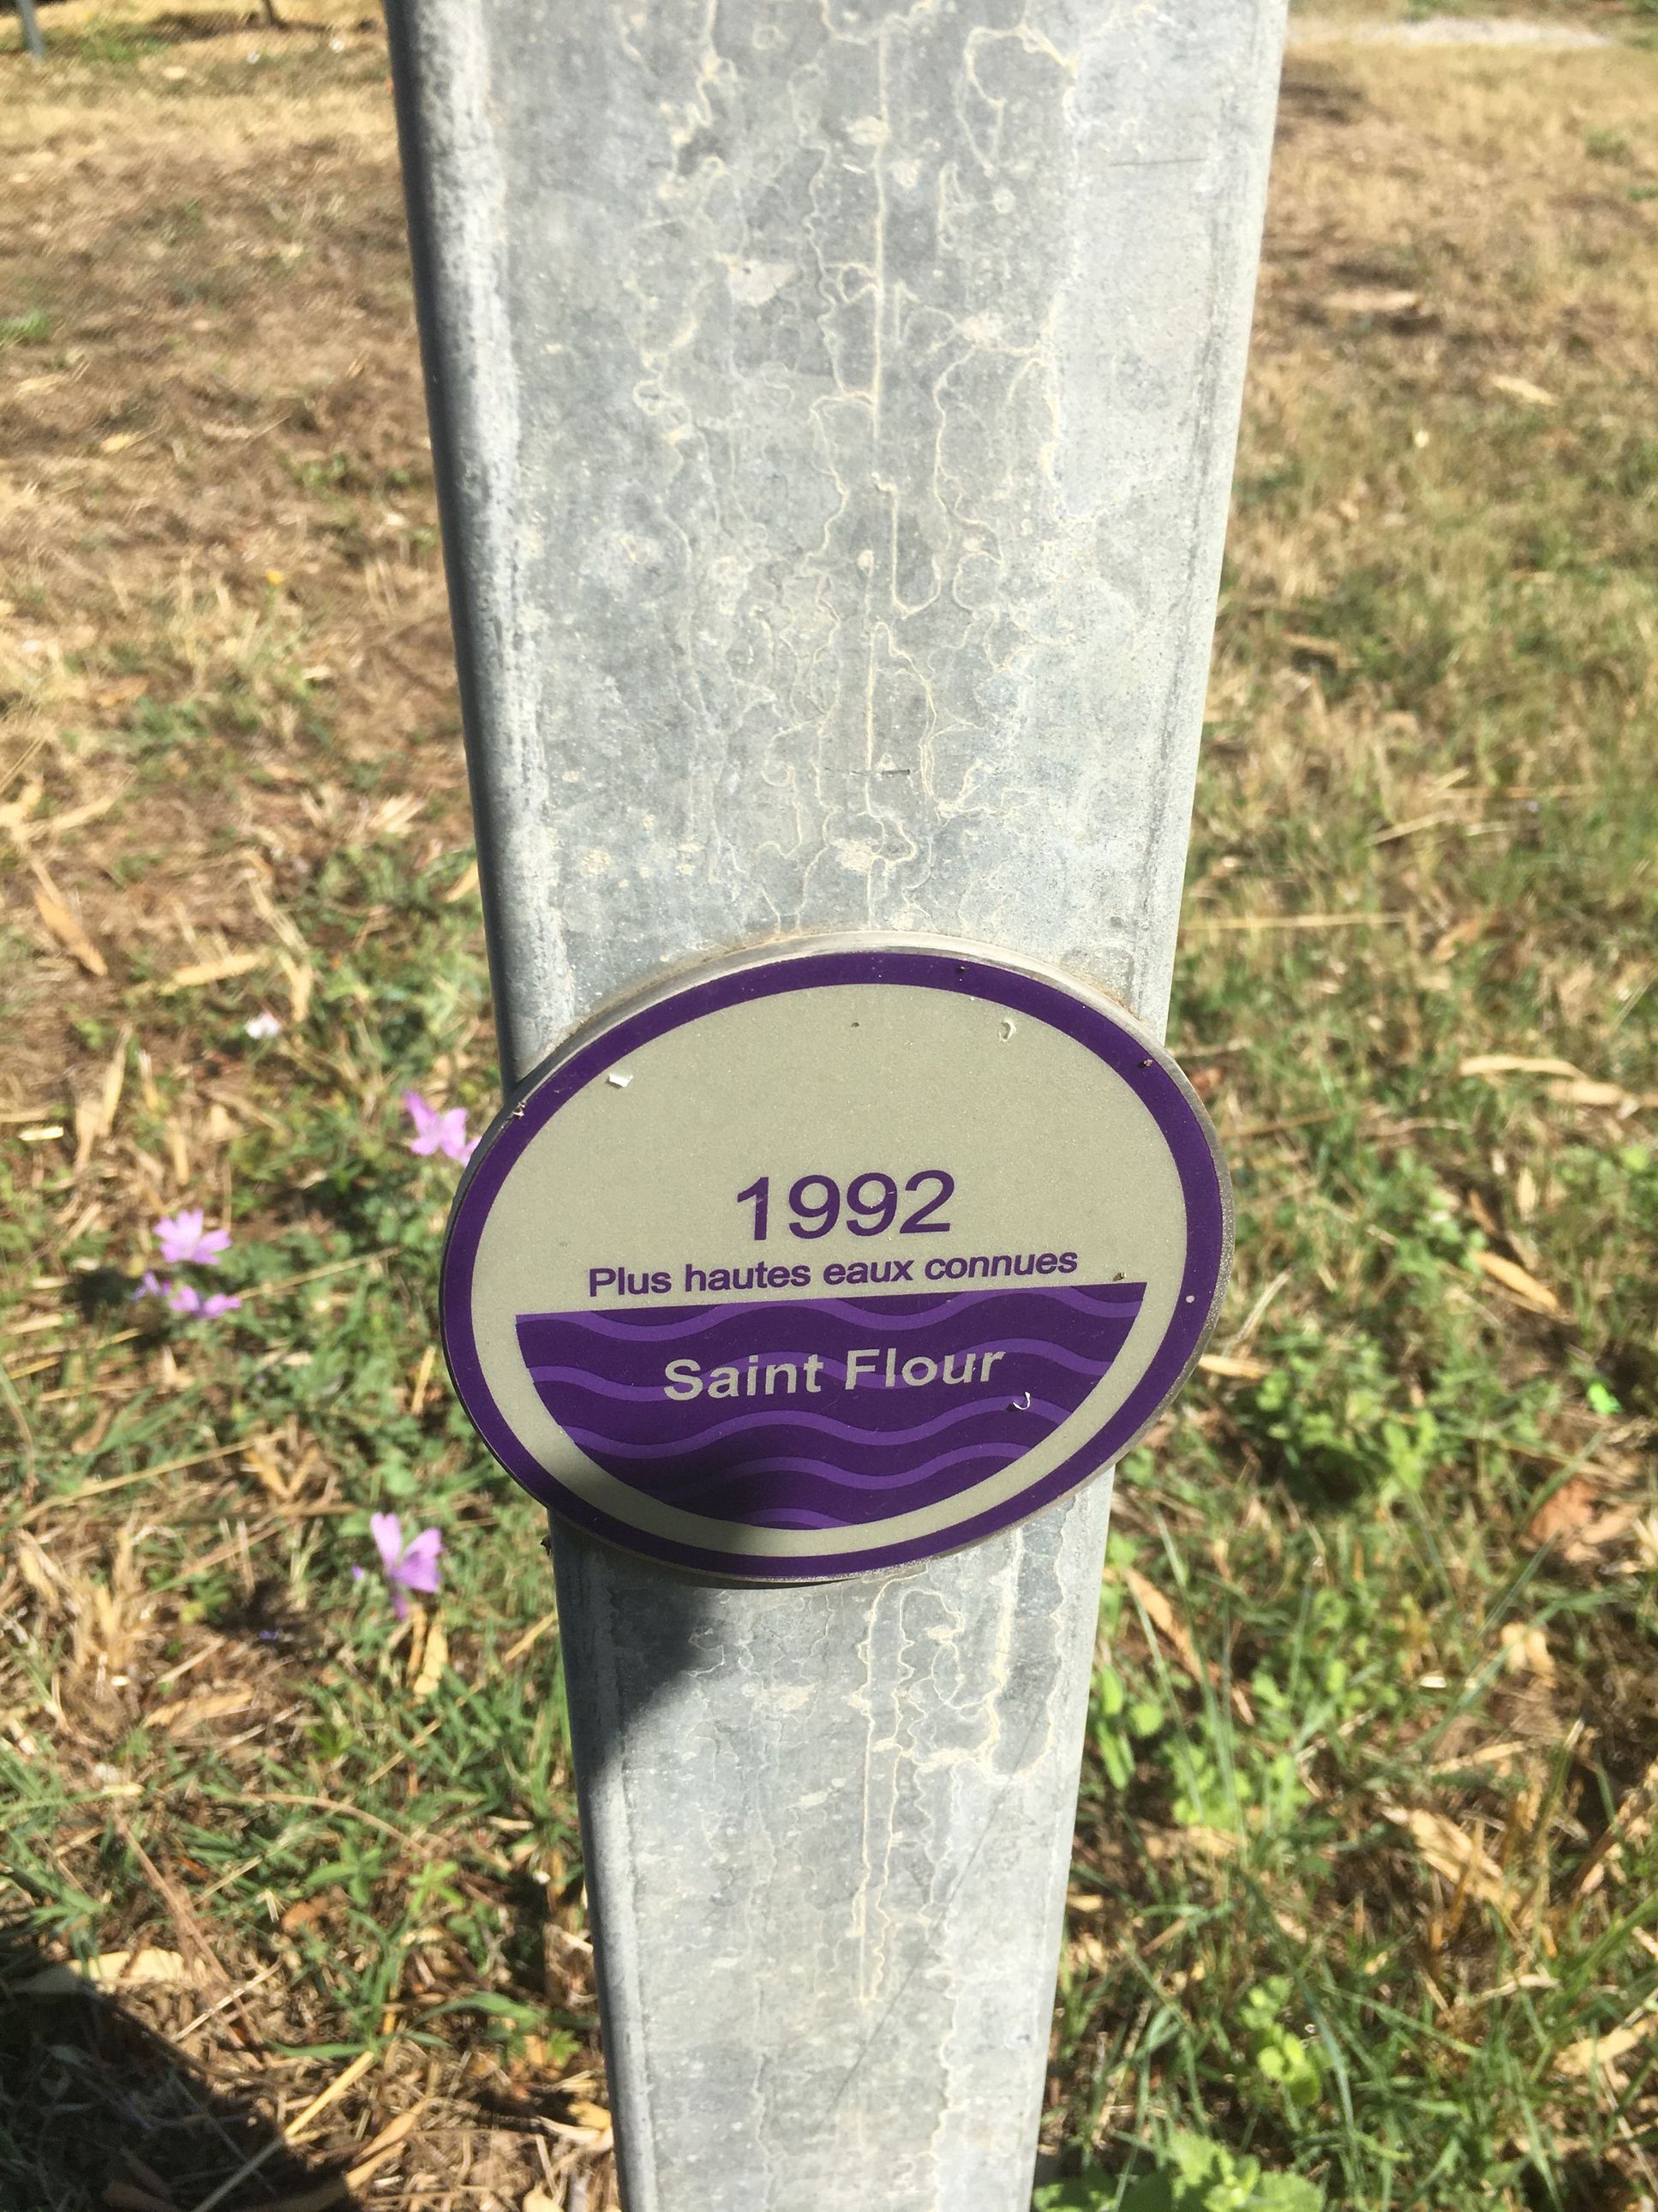 1992
Plus hautes eaux connues
Saint Flour